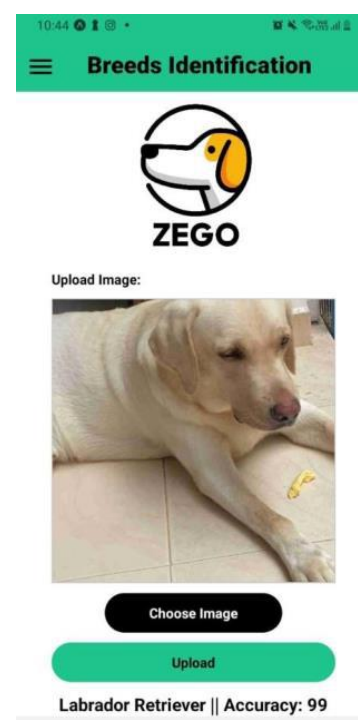 10:44
Breeds Identification
ZEGO
Upload Image:
Choose Image
Upload
Labrador Retriever || Accuracy: 99